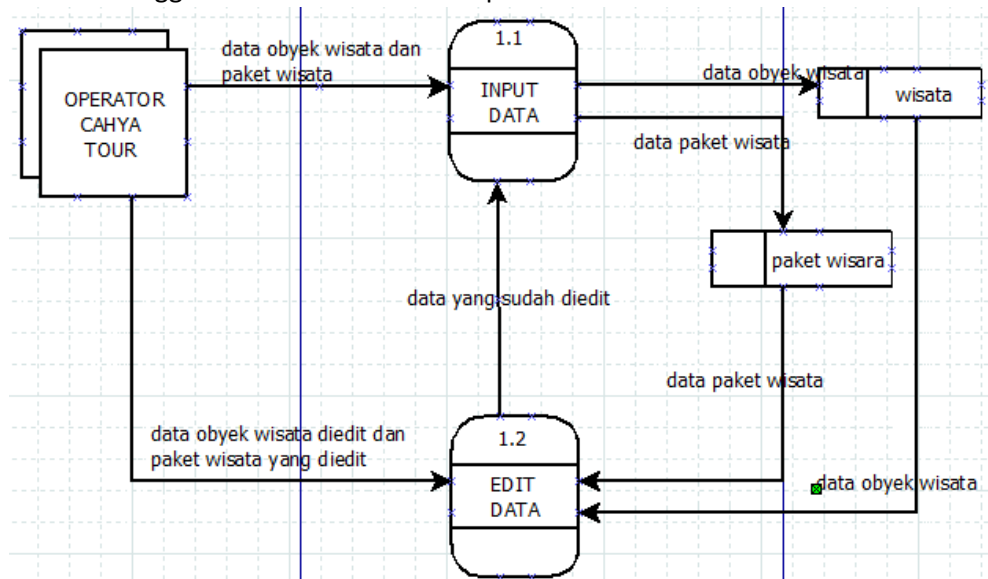 1.1
data obyek wisata dan
paket wisata
INPUT
DATA
OPERATOR
CAHYA
TOUR
data obyek wisata
wisata
data paket wisata
paket wisara
data yang sudah diedit
data paket wisata
1.2
data obyek wisata diedit dan
paket wisata yang diedit
EDIT
DATA
data obyek wisata